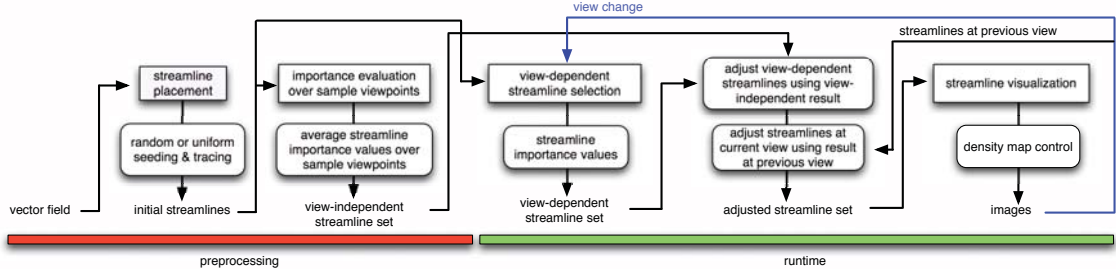 view change
streamlines at previous view
streamline
placement
random or uniform
seeding & tracing
vector field
initial streamlines
importance evaluation
over sample viewpoints
average streamline
importance values over
sample viewpoints
view-independent
streamline set
view-dependent
streamline selection
streamline
importance values
view-dependent
streamline set
adjust view-dependent
streamlines using view-
independent result
adjust streamlines at
current view using result
at previous view
adjusted streamline set
streamline visualization
density map control
images
preprocessing
runtime